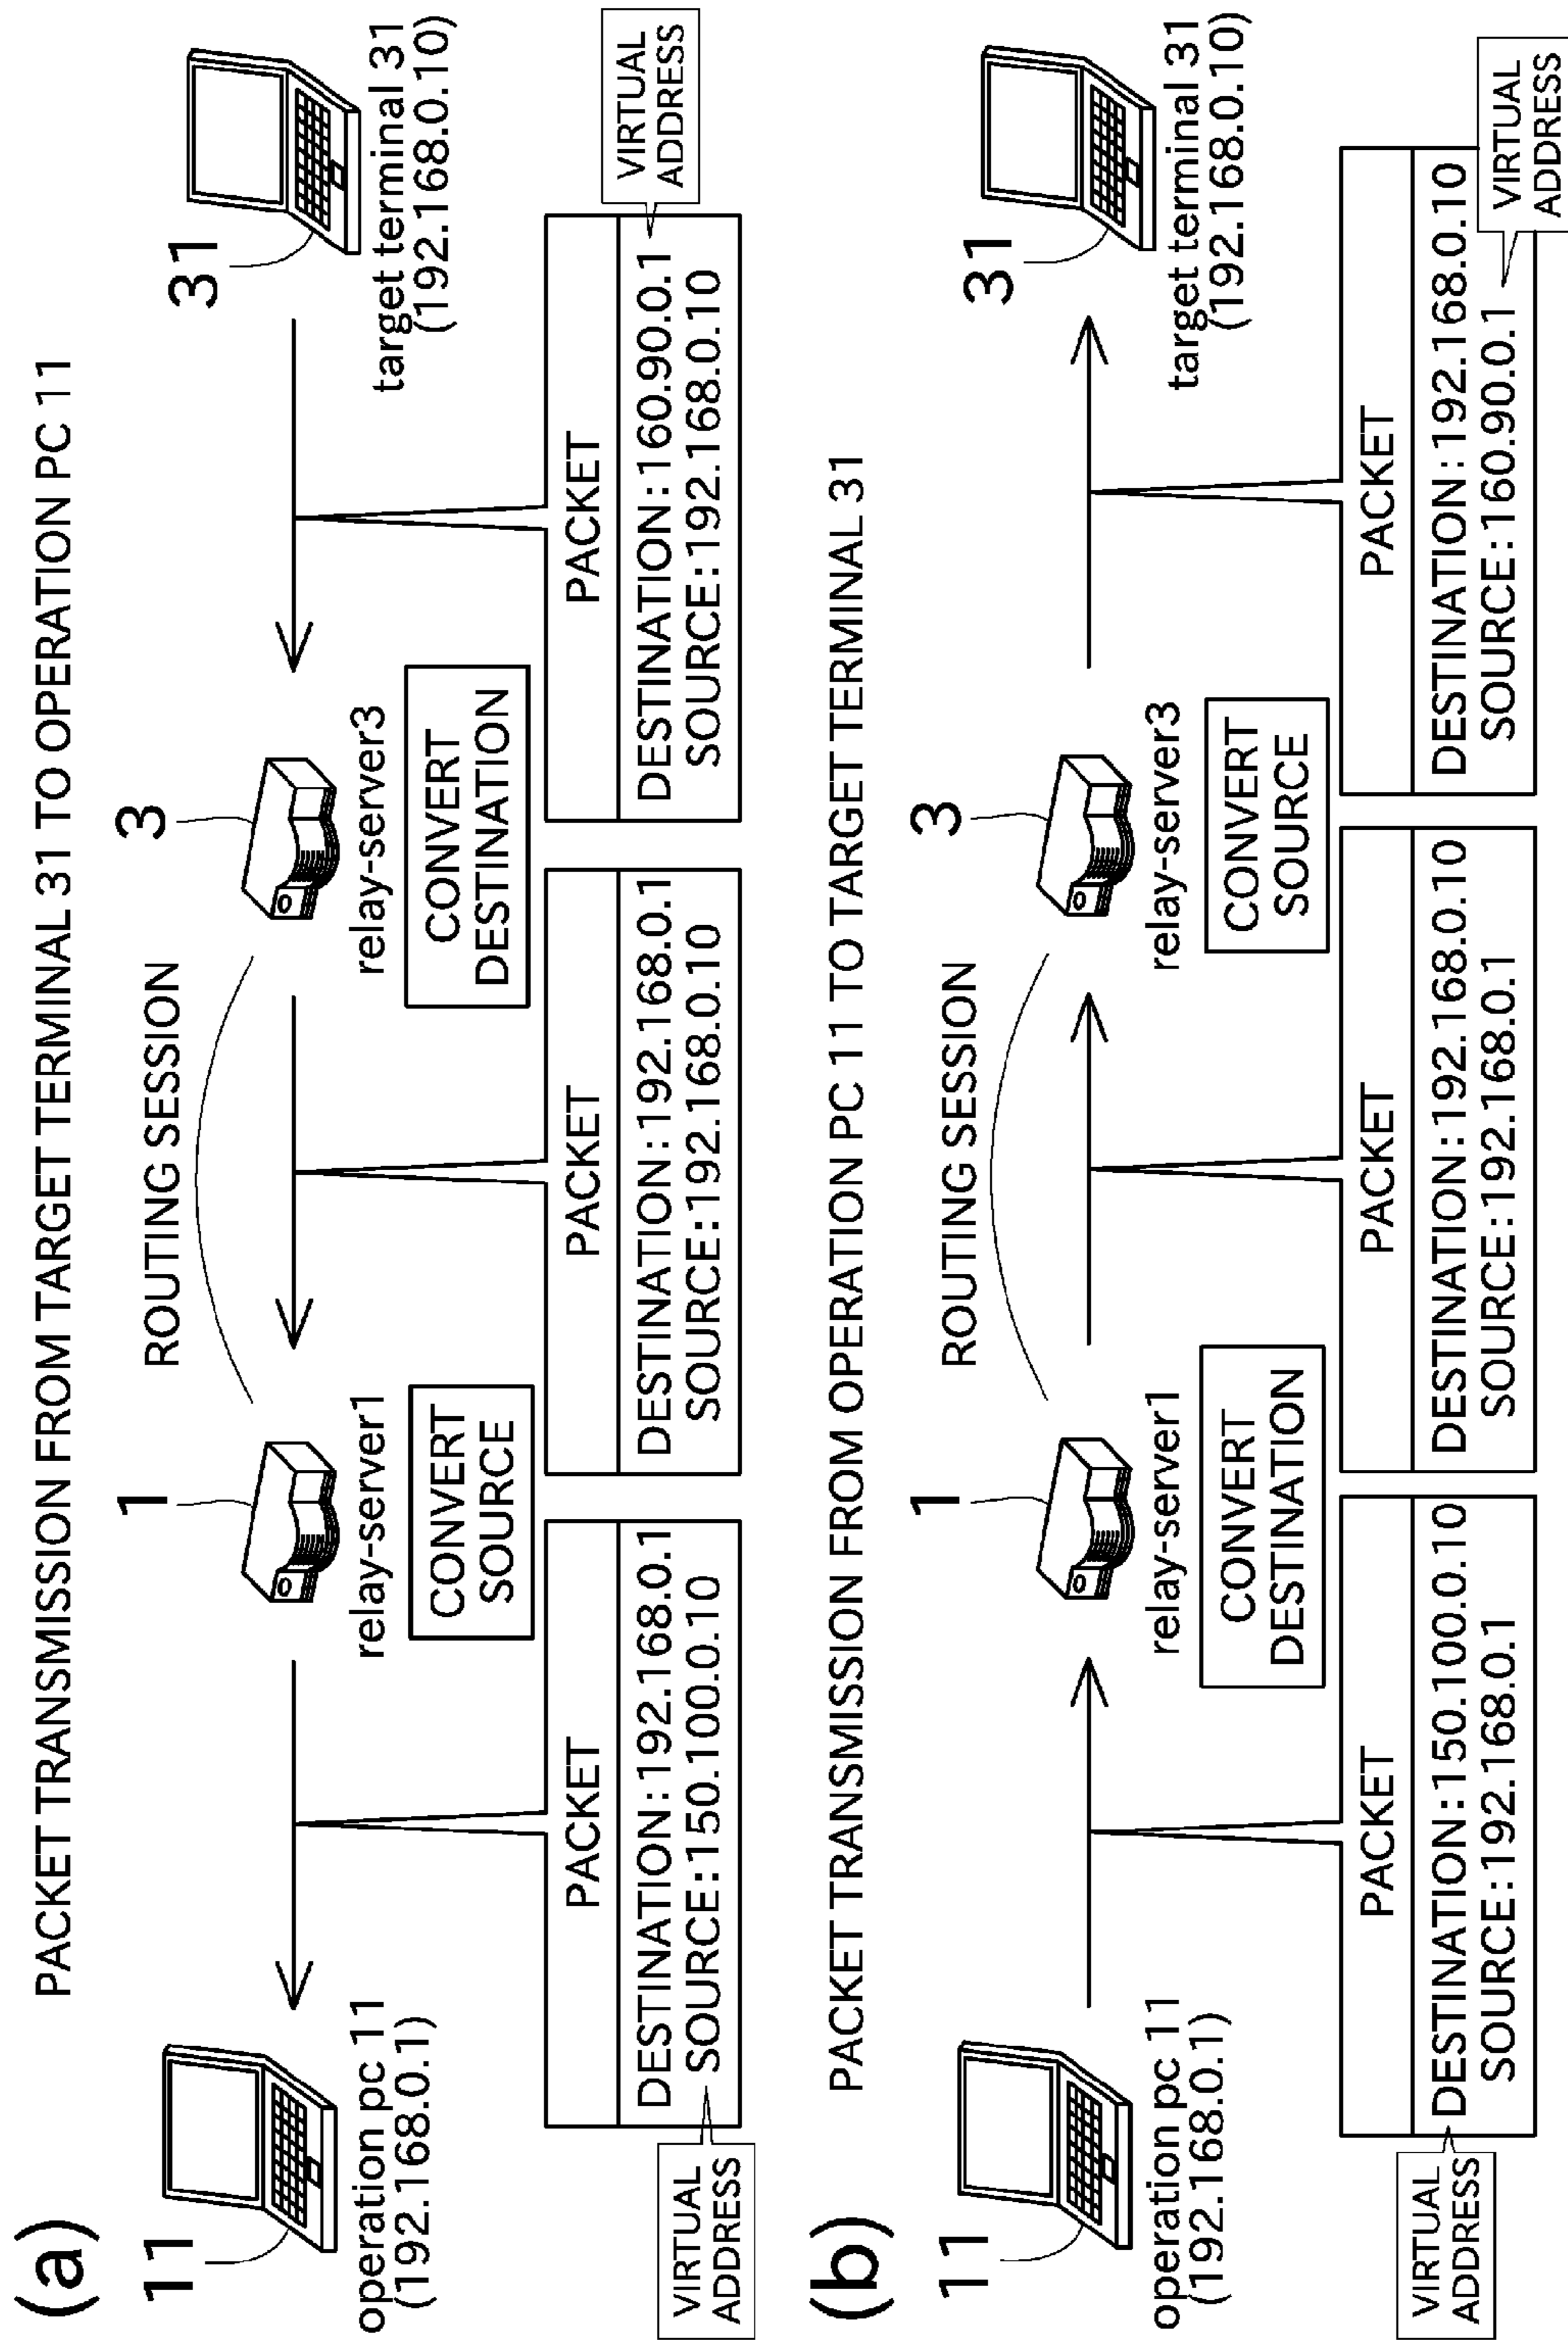 (a)
PACKET TRANSMISSION FROM TARGET TERMINAL 31 TO OPERATION PC 11
11
1
ROUTING SESSION
3
31
operation pc 11
(192.168.0.1)
relay-server1
relay-server3
target terminal 31
(192.168.0.10)
CONVERT
SOURCE
CONVERT
DESTINATION
PACKET
DESTINATION:192.168.0.1
SOURCE:150.100.0.10
VIRTUAL
ADDRESS
PACKET
DESTINATION:192.168.0.1
SOURCE:192.168.0.10
PACKET
DESTINATION:160.90.0.1
SOURCE:192.168.0.10
VIRTUAL
ADDRESS
(b)
PACKET TRANSMISSION FROM OPERATION PC 11 TO TARGET TERMINAL 31
11
1
ROUTING SESSION
3
31
operation pc 11
(192.168.0.1)
relay-server1
relay-server3
target terminal 31
(192.168.0.10)
CONVERT
DESTINATION
CONVERT
SOURCE
PACKET
DESTINATION:150.100.0.10
SOURCE:192.168.0.1
VIRTUAL
ADDRESS
PACKET
DESTINATION:192.168.0.10
SOURCE:192.168.0.1
PACKET
DESTINATION:192.168.0.10
SOURCE:160.90.0.1
VIRTUAL
ADDRESS